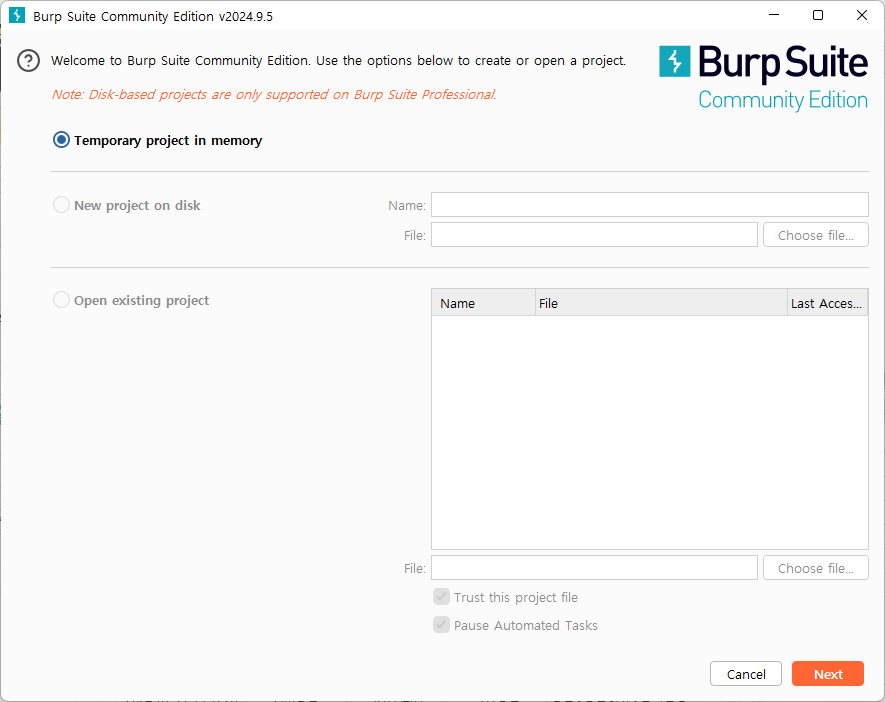 Burp Suite Community Edition v2024.9.5
Welcome to Burp Suite Community Edition. Use the options below to create or open a project.
Note: Disk-based projects are only supported on Burp Suite Professional.
Burp Suite
Community Edition
Temporary project in memory
New project on disk
Name:
File:
Choose file...
Open existing project
Name File Last Acces...
File:
Choose file...
Trust this project file
Pause Automated Tasks
Cancel
Next